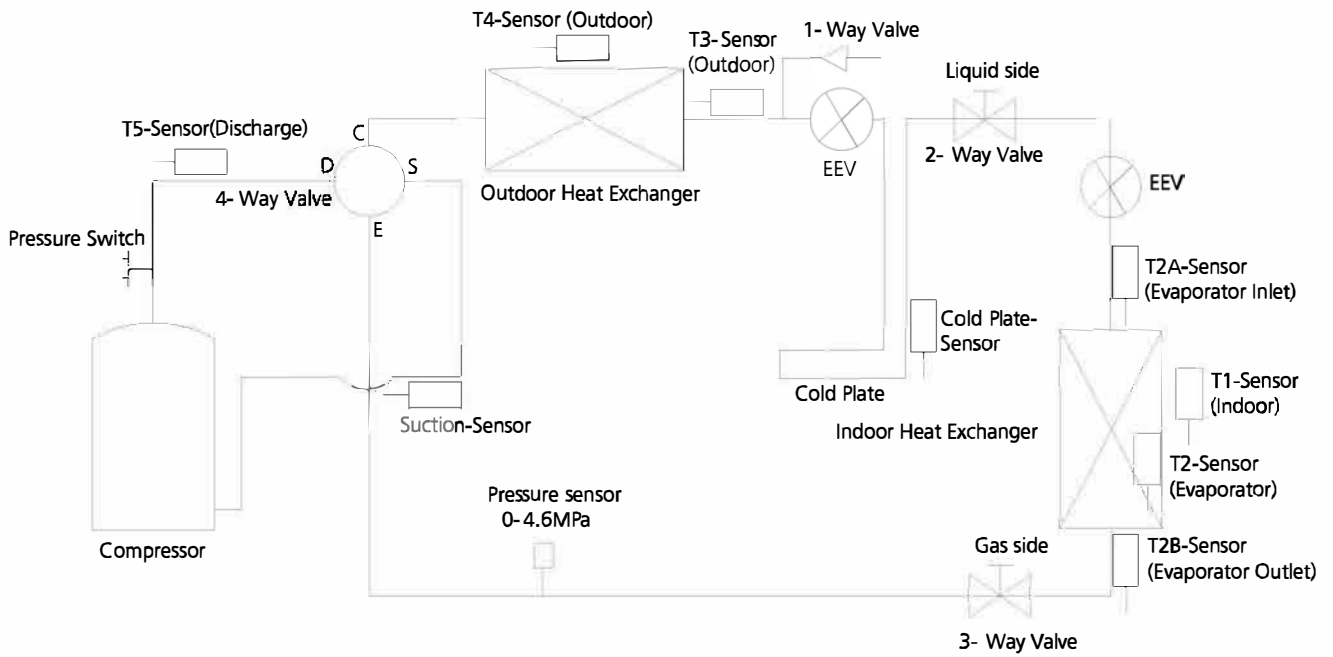 T4-Sensor (Outdoor)
T3-Sensor
(Outdoor)
1- Way Valve
Liquid side
T5-Sensor(Discharge)
C
D
S
E
4- Way Valve
Outdoor Heat Exchanger
EEV
2- Way Valve
EEV
Pressure Switch
T2A-Sensor
(Evaporator Inlet)
Cold Plate-
Sensor
Cold Plate
T1-Sensor
(Indoor)
Suction-Sensor
Indoor Heat Exchanger
T2-Sensor
(Evaporator)
Pressure sensor
0-4.6MPa
Compressor
Gas side
T2B-Sensor
(Evaporator Outlet)
3- Way Valve